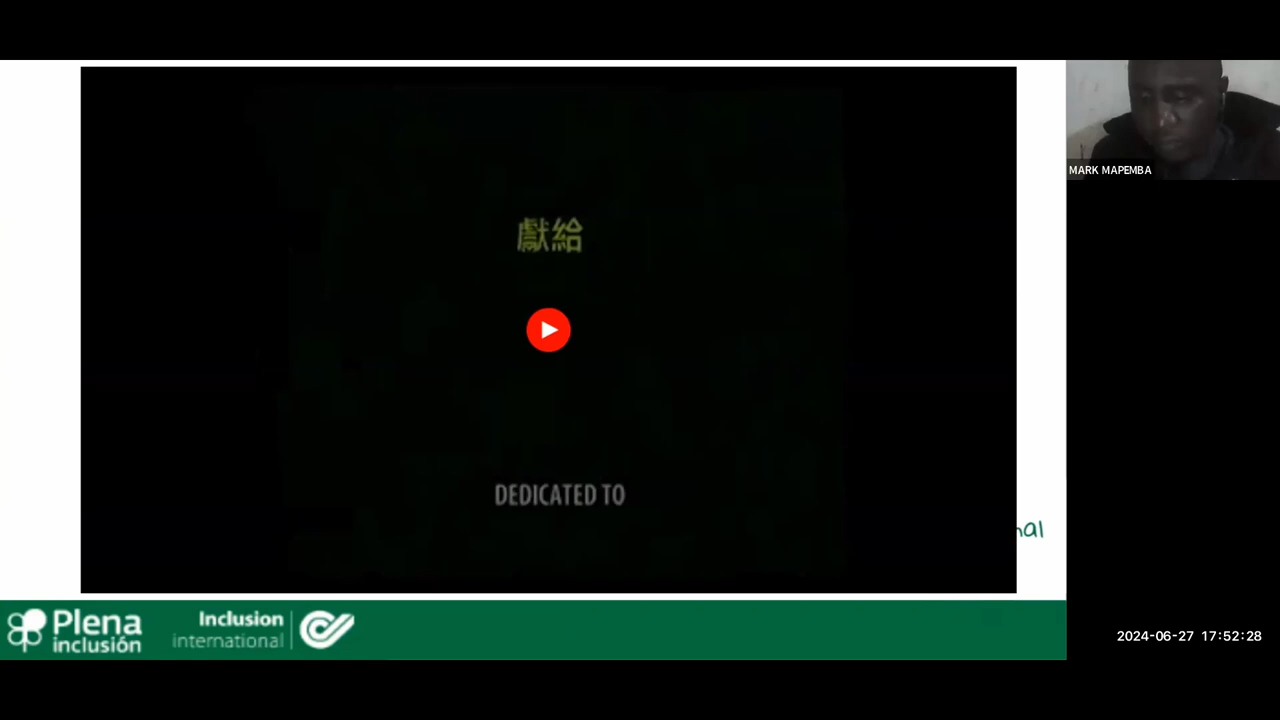 MARK MAPEMBA
獻給
DEDICATED TO
Plena
inclusión
Inclusion
international
2024-06-27 17:52:28